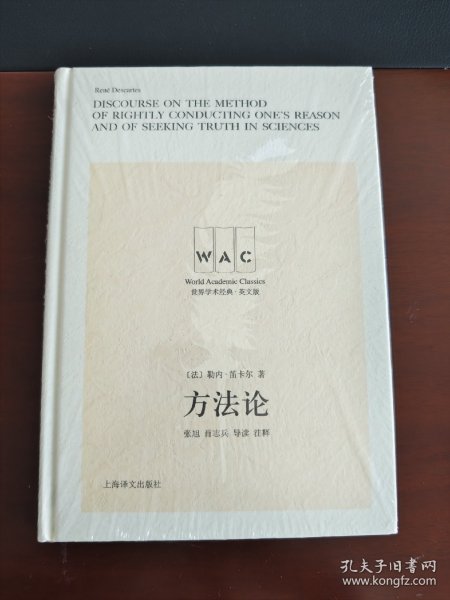 René Descartes
DISCOURSE ON THE METHOD
OF RIGHTLY CONDUCTING ONE'S REASON
AND OF SEEKING TRUTH IN SCIENCES
WAC
World Academic Classics
世界学术经典·英文版
〔法〕勒内·笛卡尔 著
方法论
张旭 肖志兵 导读 注释
上海译文出版社
孔夫子旧书网
www.kongfz.com